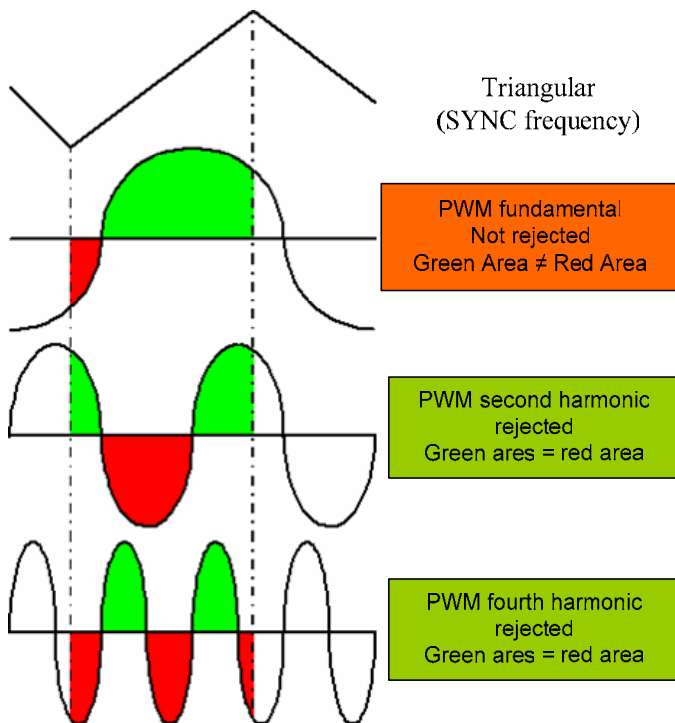 Triangular
(SYNC frequency)
PWM fundamental
Not rejected
Green Area ≠ Red Area
PWM second harmonic
rejected
Green ares = red area
PWM fourth harmonic
rejected
Green ares = red area